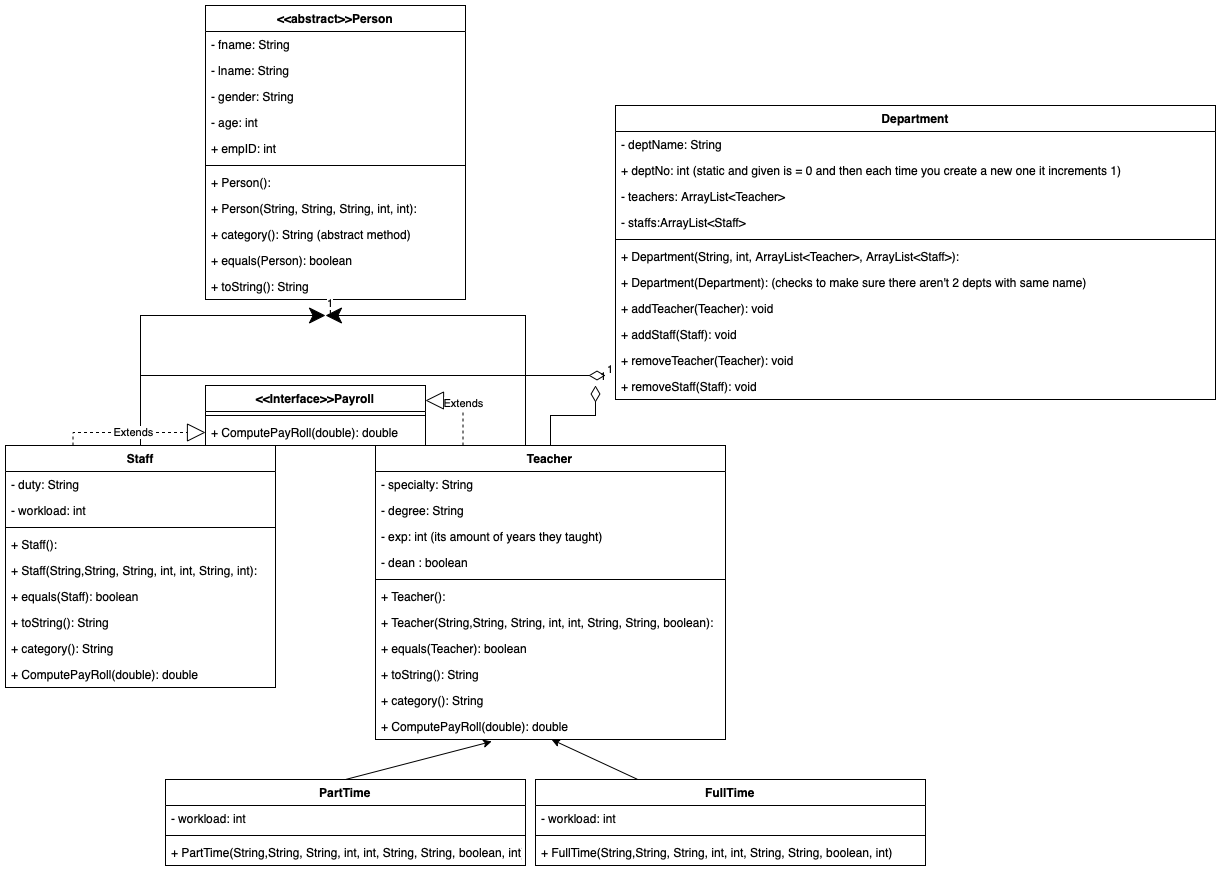 <<abstract>>Person
- fname: String
- lname: String
- gender: String
- age: int
+ empID: int
+ Person():
+ Person(String, String, String, int, int):
+ category(): String (abstract method)
+ equals(Person): boolean
+ toString(): String
1
Department
- deptName: String
+ deptNo: int (static and given is = 0 and then each time you create a new one it increments 1)
- teachers: ArrayList<Teacher>
- staffs:ArrayList<Staff>
+ Department(String, int, ArrayList<Teacher>, ArrayList<Staff>):
+ Department(Department): (checks to make sure there aren't 2 depts with same name)
+ addTeacher(Teacher): void
+ addStaff(Staff): void
+ removeTeacher(Teacher): void
+ removeStaff(Staff): void
1
<<Interface>>Payroll
+ ComputePayRoll(double): double
Extends
Extends
Staff
- duty: String
- workload: int
+ Staff():
+ Staff(String,String, String, int, int, String, int):
+ equals(Staff): boolean
+ toString(): String
+ category(): String
+ ComputePayRoll(double): double
Teacher
- specialty: String
- degree: String
- exp: int (its amount of years they taught)
- dean : boolean
+ Teacher():
+ Teacher(String,String, String, int, int, String, String, boolean):
+ equals(Teacher): boolean
+ toString(): String
+ category(): String
+ ComputePayRoll(double): double
PartTime
- workload: int
+ PartTime(String,String, String, int, int, String, String, boolean, int
FullTime
- workload: int
+ FullTime(String,String, String, int, int, String, String, boolean, int)